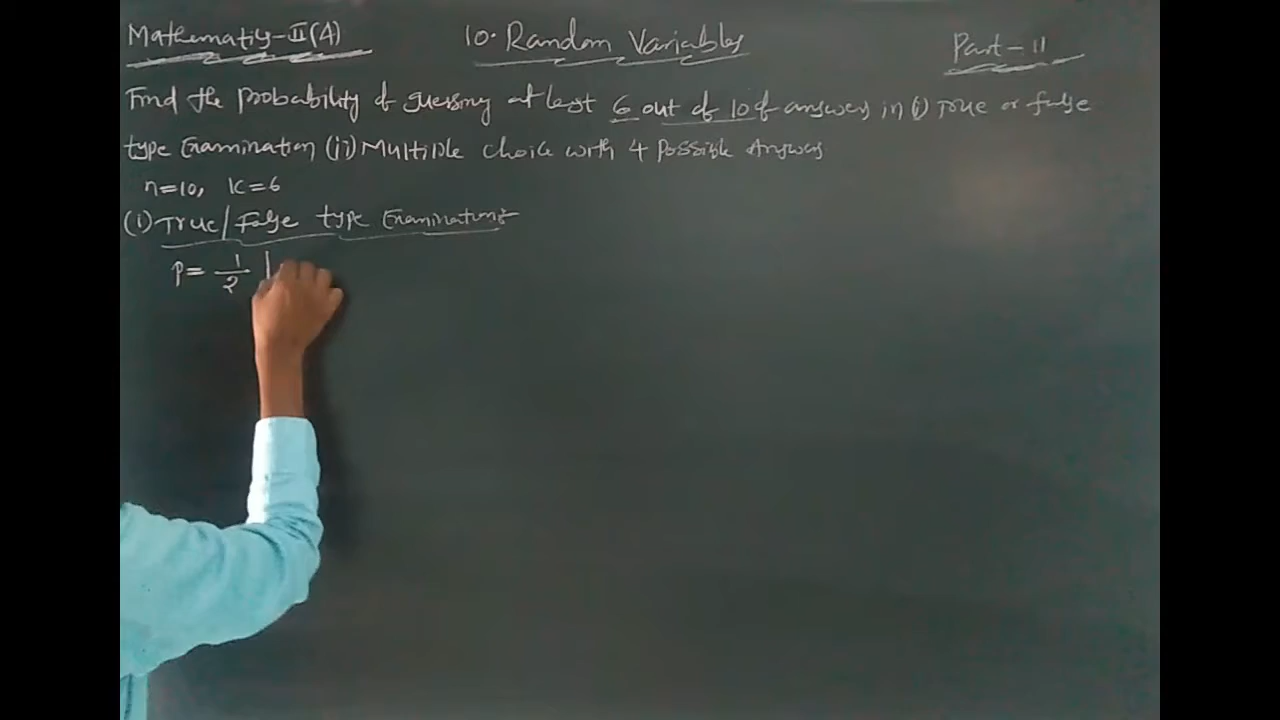 Mathematics-II(A)
10. Random Variables
Part-11
Find the Probability of guessing at least 6 out of 10 of answers in (i) True or false
type Examination (ii) Multiple choice with 4 Possible Answers
n=10, K=6
(i) True/False type Examinations
P= 1/2